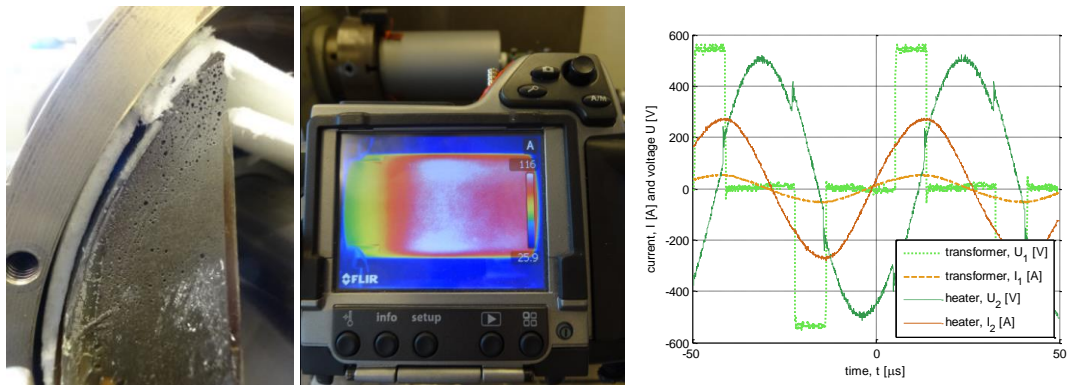 A/m
A
116
25.9
FLIR
info setup
600
400
200
0
-200
-400
-600
current, I [A] and voltage U [V]
-50
0
50
time, t [µs]
transformer, U1 [V]
transformer, I1 [A]
heater, U2 [V]
heater, I2 [A]